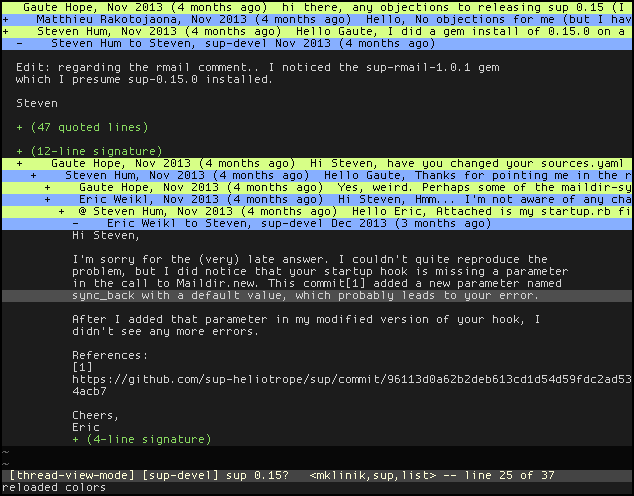 Gaute Hope, Nov 2013 (4 months ago)  hi there, any objections to releasing sup 0.15 (I
+    Matthieu Rakotojaona, Nov 2013 (4 months ago)  Hello, No objections for me (but I hav
+    Steven Hum, Nov 2013 (4 months ago)  Hello Gaute, I did a gem install of 0.15.0 on a
-    Steven Hum to Steven, sup-devel Nov 2013 (4 months ago)
Edit: regarding the rmail comment.. I noticed the sup-rmail-1.0.1 gem
which I presume sup-0.15.0 installed.
Steven
+ (47 quoted lines)
+ (12-line signature)
+    Gaute Hope, Nov 2013 (4 months ago)  Hi Steven, have you changed your sources.yaml
+    Steven Hum, Nov 2013 (4 months ago)  Hello Gaute, Thanks for pointing me in the r
+    Gaute Hope, Nov 2013 (4 months ago)  Yes, weird. Perhaps some of the maildir-sy
+    Eric Weikl, Nov 2013 (4 months ago)  Hi Steven, Hmm... I'm not aware of any cha
+  @ Steven Hum, Nov 2013 (4 months ago)  Hello Eric, Attached is my startup.rb fi
-    Eric Weikl to Steven, sup-devel Dec 2013 (3 months ago)
Hi Steven,
I'm sorry for the (very) late answer. I couldn't quite reproduce the
problem, but I did notice that your startup hook is missing a parameter
in the call to Maildir.new. This commit[1] added a new parameter named
sync_back with a default value, which probably leads to your error.
After I added that parameter in my modified version of your hook, I
didn't see any more errors.
References:
[1]
https://github.com/sup-heliotrope/sup/commit/96113d0a62b2deb613cd1d54d59fdc2ad53
4acb7
Cheers,
Eric
+ (4-line signature)
~
~
[thread-view-mode] [sup-devel] sup 0.15?   <mklinik,sup,list> -- line 25 of 37
reloaded colors